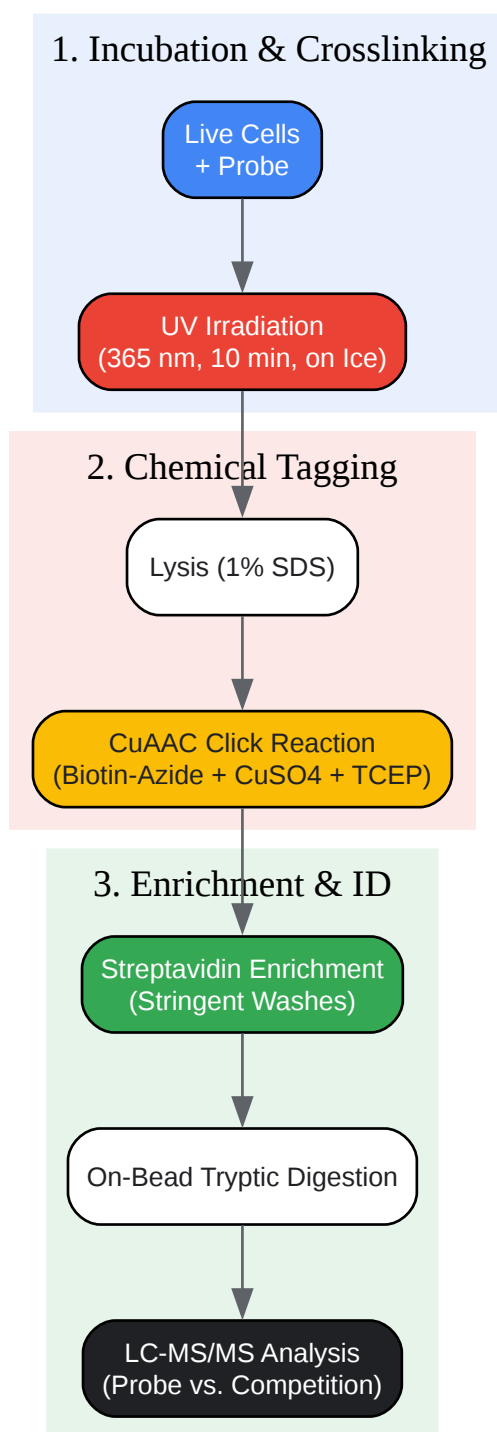 1. Incubation & Crosslinking
Live Cells
+ Probe
UV Irradiation
(365 nm, 10 min, on Ice)
2. Chemical Tagging
Lysis (1% SDS)
CuAAC Click Reaction
(Biotin-Azide + CuSO4 + TCEP)
3. Enrichment & ID
Streptavidin Enrichment
(Stringent Washes)
On-Bead Tryptic Digestion
LC-MS/MS Analysis
(Probe vs. Competition)